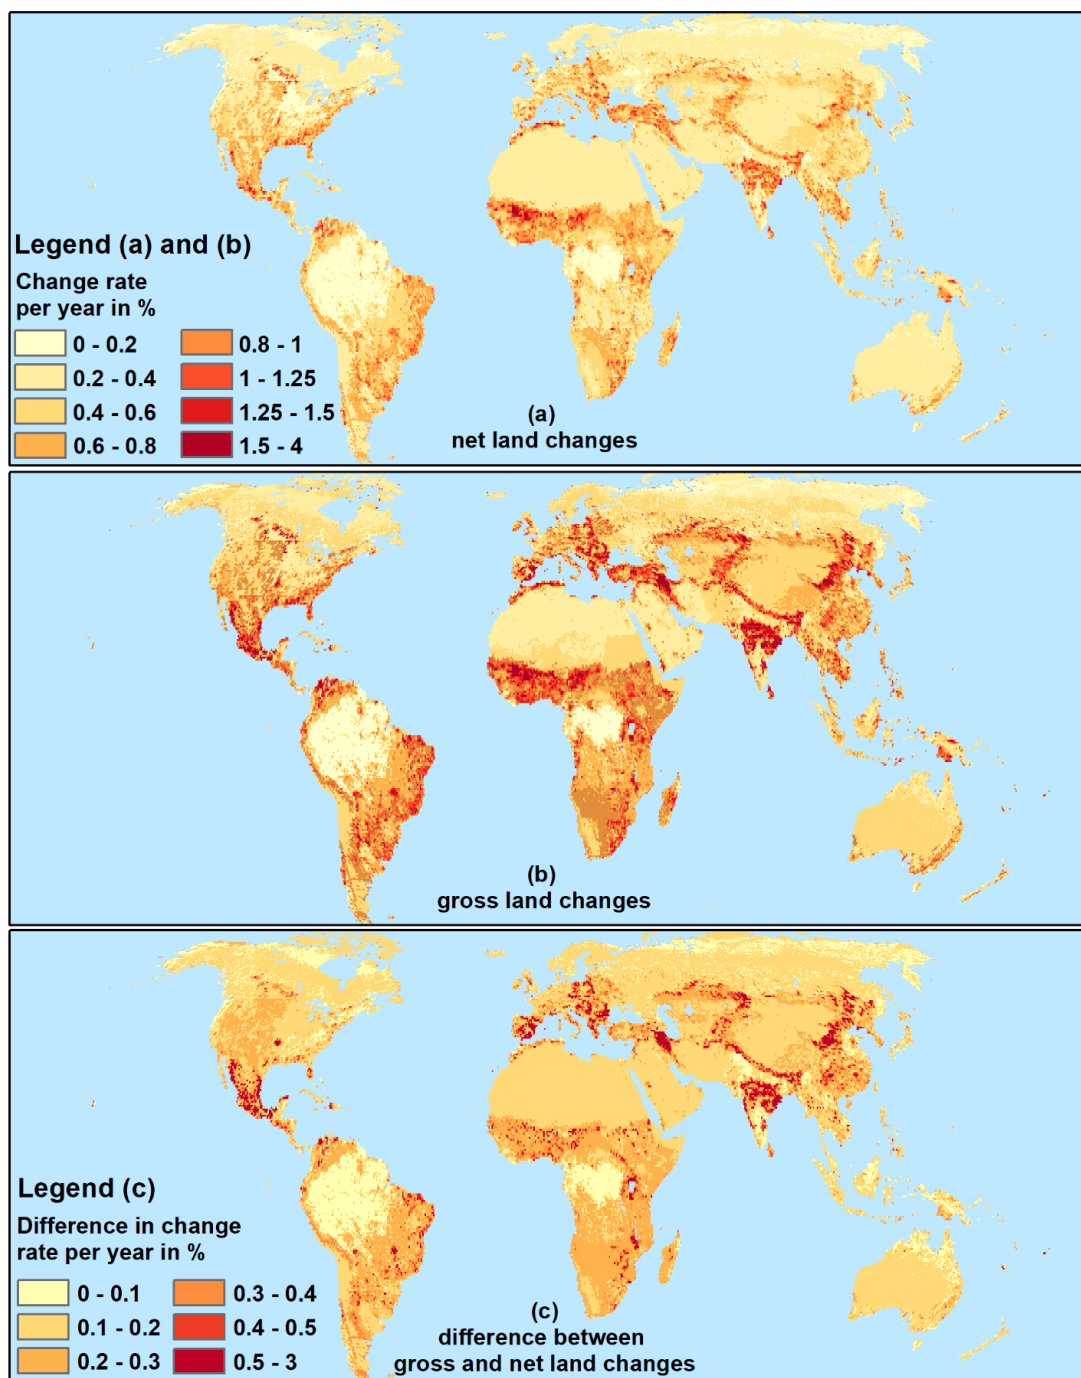 Legend (a) and (b)
Change rate
per year in %
0 - 0.2
0.2 - 0.4
0.4 - 0.6
0.6 - 0.8
0.8 - 1
1 - 1.25
1.25 - 1.5
1.5 - 4
(a)
net land changes
(b)
gross land changes
Legend (c)
Difference in change
rate per year in %
0 - 0.1
0.1 - 0.2
0.2 - 0.3
0.3 - 0.4
0.4 - 0.5
0.5 - 3
(c)
difference between
gross and net land changes